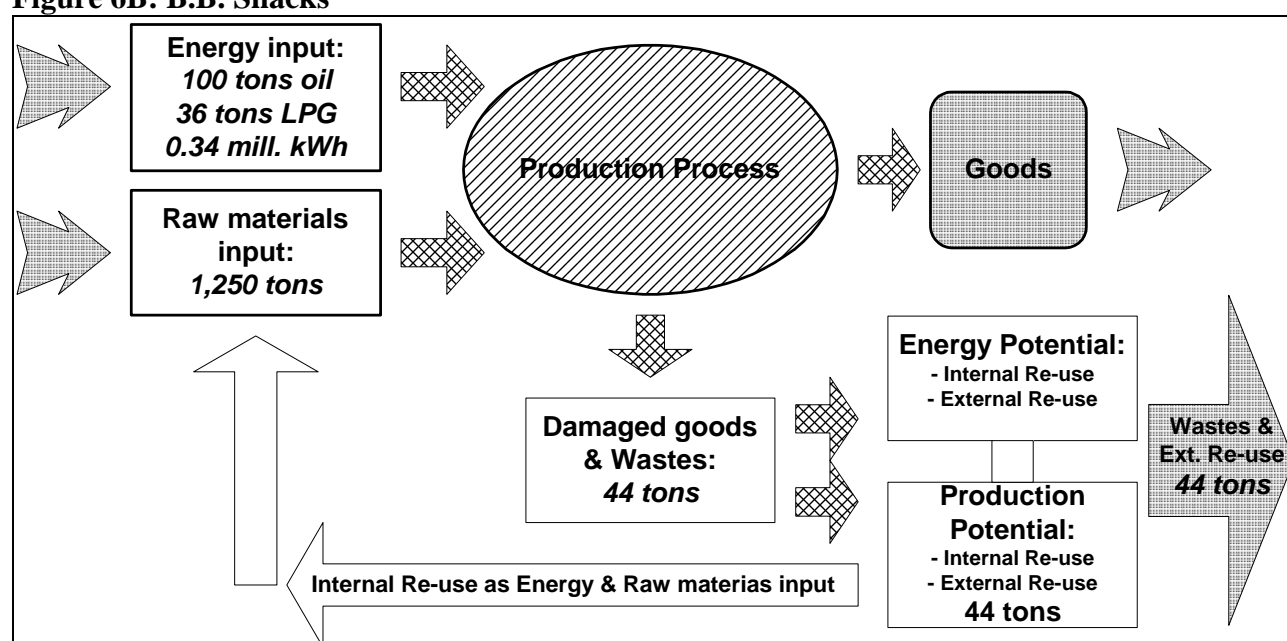 Figure 6B: B.B. Snacks
Energy input:
100 tons oil
36 tons LPG
0.34 mill. kWh
Production Process
Goods
Raw materials
input:
1,250 tons
Energy Potential:
- Internal Re-use
- External Re-use
Damaged goods
& Wastes:
44 tons
Wastes &
Ext. Re-use
44 tons
Production
Potential:
- Internal Re-use
- External Re-use
44 tons
Internal Re-use as Energy & Raw materias input